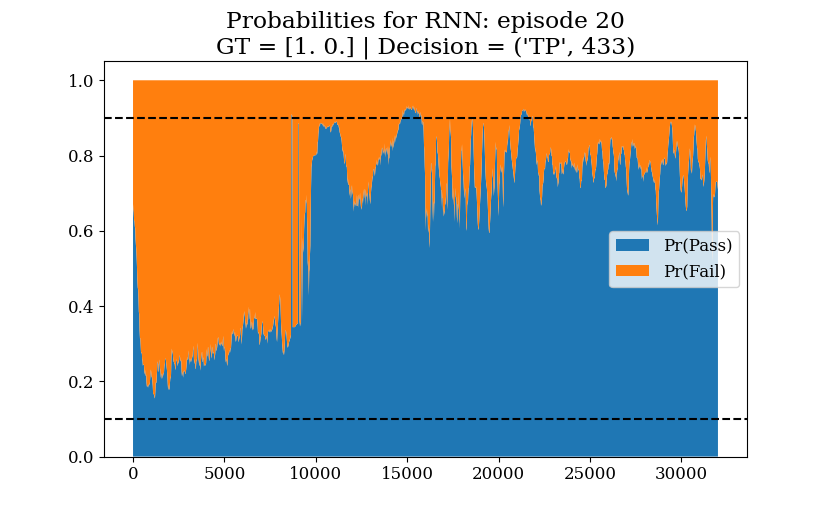 Probabilities for RNN: episode 20
GT = [1. 0.] | Decision = ('TP', 433)
1.0
0.8
0.6
0.4
0.2
0.0
Pr(Pass)
Pr(Fail)
0 5000 10000 15000 20000 25000 30000